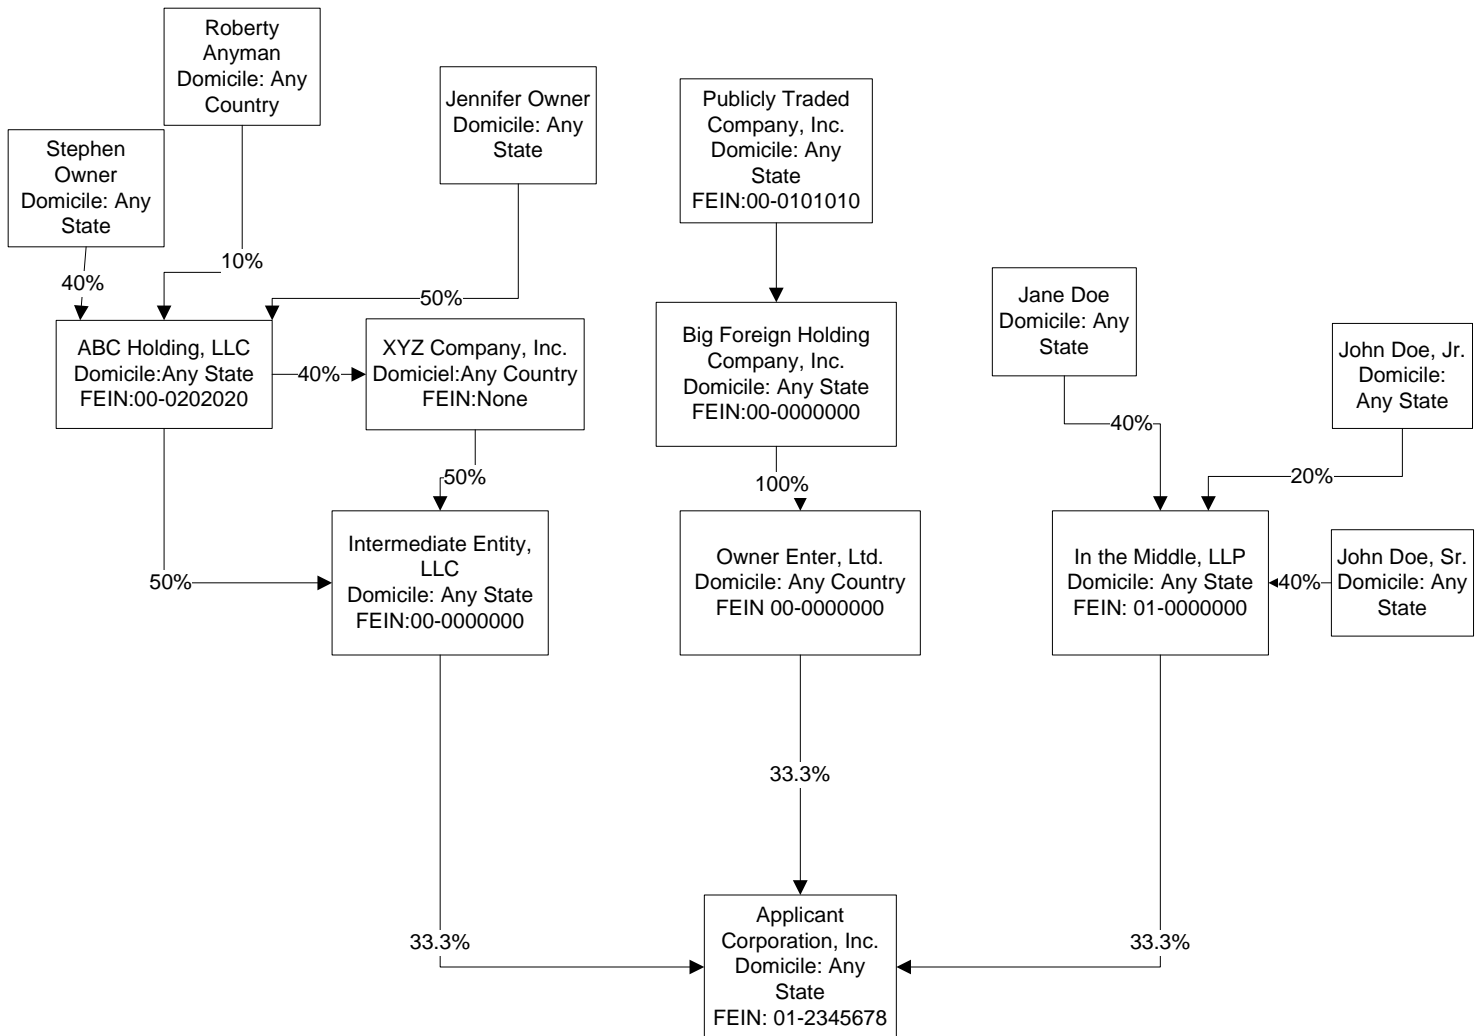 Roberty
Anyman
Domicile: Any
Country
Stephen
Owner
Domicile: Any
State
Jennifer Owner
Domicile: Any
State
Publicly Traded
Company, Inc.
Domicile: Any
State
FEIN:00-0101010
40%
10%
50%
ABC Holding, LLC
Domicile:Any State
FEIN:00-0202020
40%
XYZ Company, Inc.
Domiciel:Any Country
FEIN:None
Big Foreign Holding
Company, Inc.
Domicile: Any State
FEIN:00-0000000
Jane Doe
Domicile: Any
State
John Doe, Jr.
Domicile:
Any State
40%
20%
50%
100%
50%
Intermediate Entity,
LLC
Domicile: Any State
FEIN:00-0000000
Owner Enter, Ltd.
Domicile: Any Country
FEIN 00-0000000
In the Middle, LLP
Domicile: Any State
FEIN: 01-0000000
40%
John Doe, Sr.
Domicile: Any
State
33.3%
33.3%
33.3%
Applicant
Corporation, Inc.
Domicile: Any
State
FEIN: 01-2345678